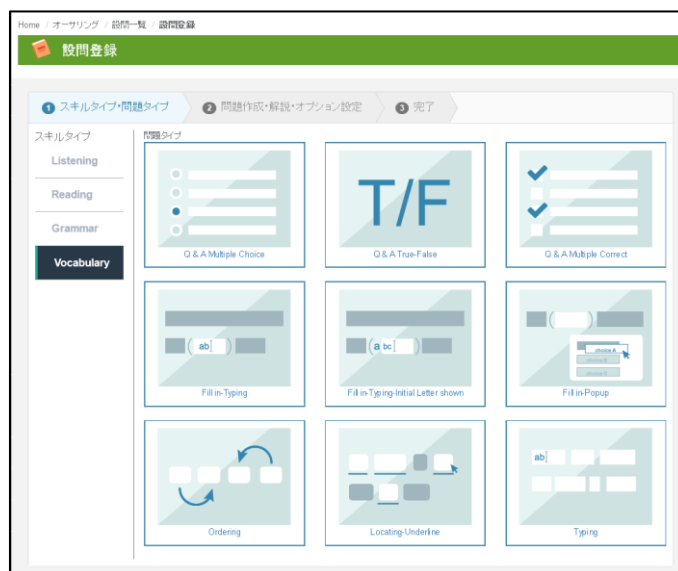 Home / オーサリング / 設問一覧 / 設問登録
設問登録
1 スキルタイプ・問題タイプ
2 問題作成・解説・オプション設定
3 完了
スキルタイプ
Listening
Reading
Grammar
Vocabulary
問題タイプ
Q & A Multiple Choice
T/F
Q & A True-False
Q & A Multiple Correct
ab
Fill in-Typing
a bc
Fill in-Typing-Initial Letter shown
choice A
choice B
choice C
Fill in-Popup
Ordering
Locating-Underline
ab
Typing